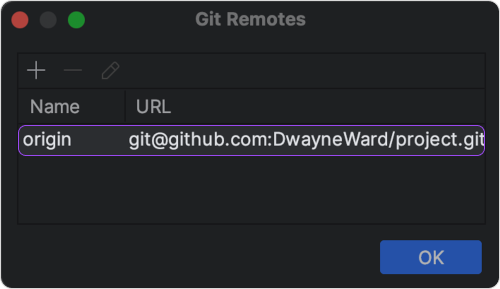 Git Remotes
Name URL
origin git@github.com:DwayneWard/project.git
OK